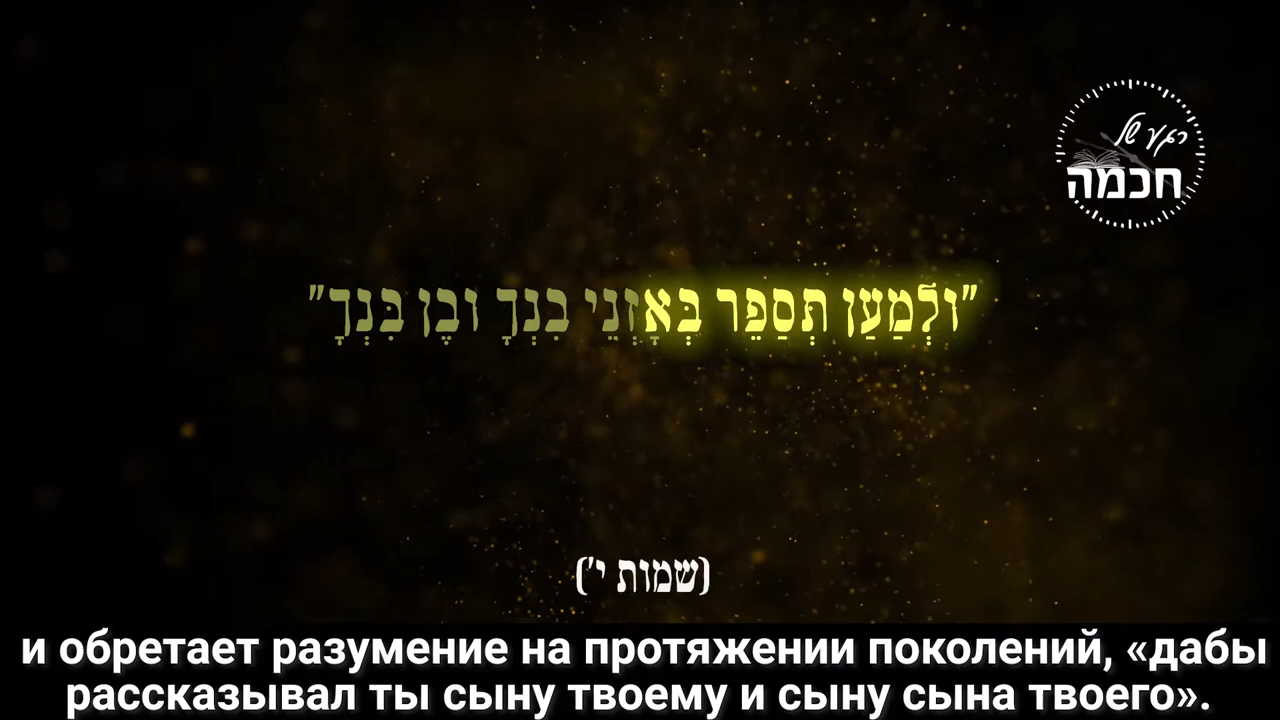 רגע של
חכמה
"וּלְמַעַן תְּסַפֵּר בְּאָזְנֵי בִנְךָ וּבֶן בִּנְךָ"
(שמות י')
и обретает разумение на протяжении поколений, «дабы
рассказывал ты сыну твоему и сыну сына твоего».